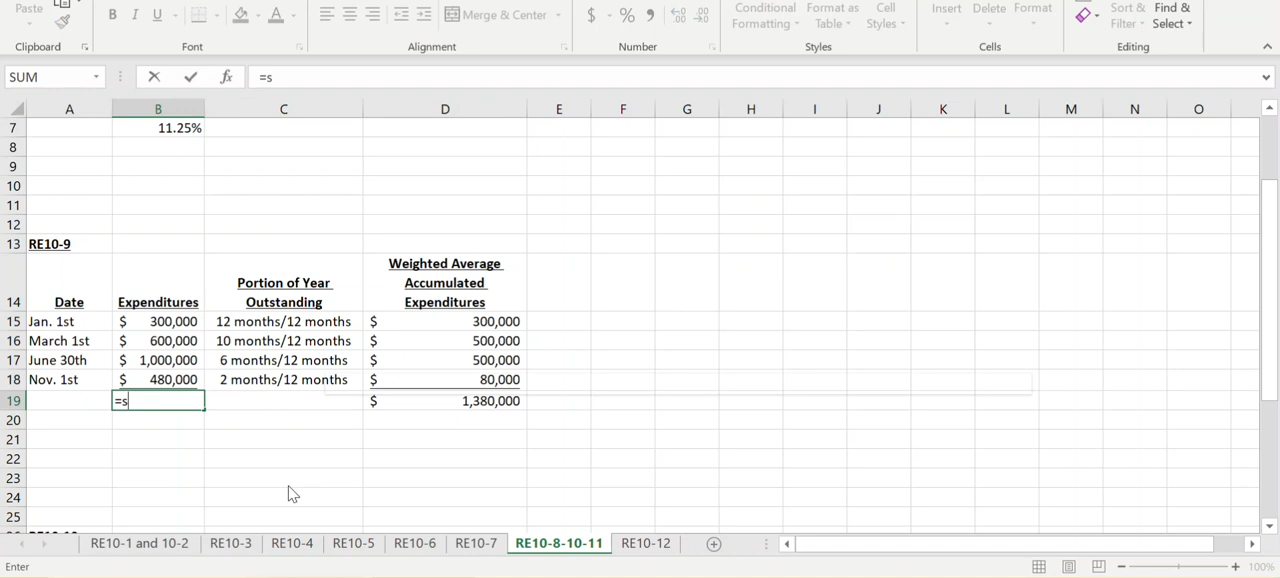 Paste
Clipboard
B I U A
Font
Merge & Center
Alignment
$ % 9
Number
Conditional Formatting
Format as Table
Cell Styles
Styles
Insert Delete Format
Cells
Sort & Filter
Find & Select
Editing
SUM fx =s
A B C D E F G H I J K L M N O
7 11.25%
8
9
10
11
12
13 RE10-9
Weighted Average
Portion of Year Accumulated
14 Date Expenditures Outstanding Expenditures
15 Jan. 1st $ 300,000 12 months/12 months $ 300,000
16 March 1st $ 600,000 10 months/12 months $ 500,000
17 June 30th $ 1,000,000 6 months/12 months $ 500,000
18 Nov. 1st $ 480,000 2 months/12 months $ 80,000
19 =s $ 1,380,000
20
21
22
23
24
25
RE10-1 and 10-2 RE10-3 RE10-4 RE10-5 RE10-6 RE10-7 RE10-8-10-11 RE10-12
Enter 100%